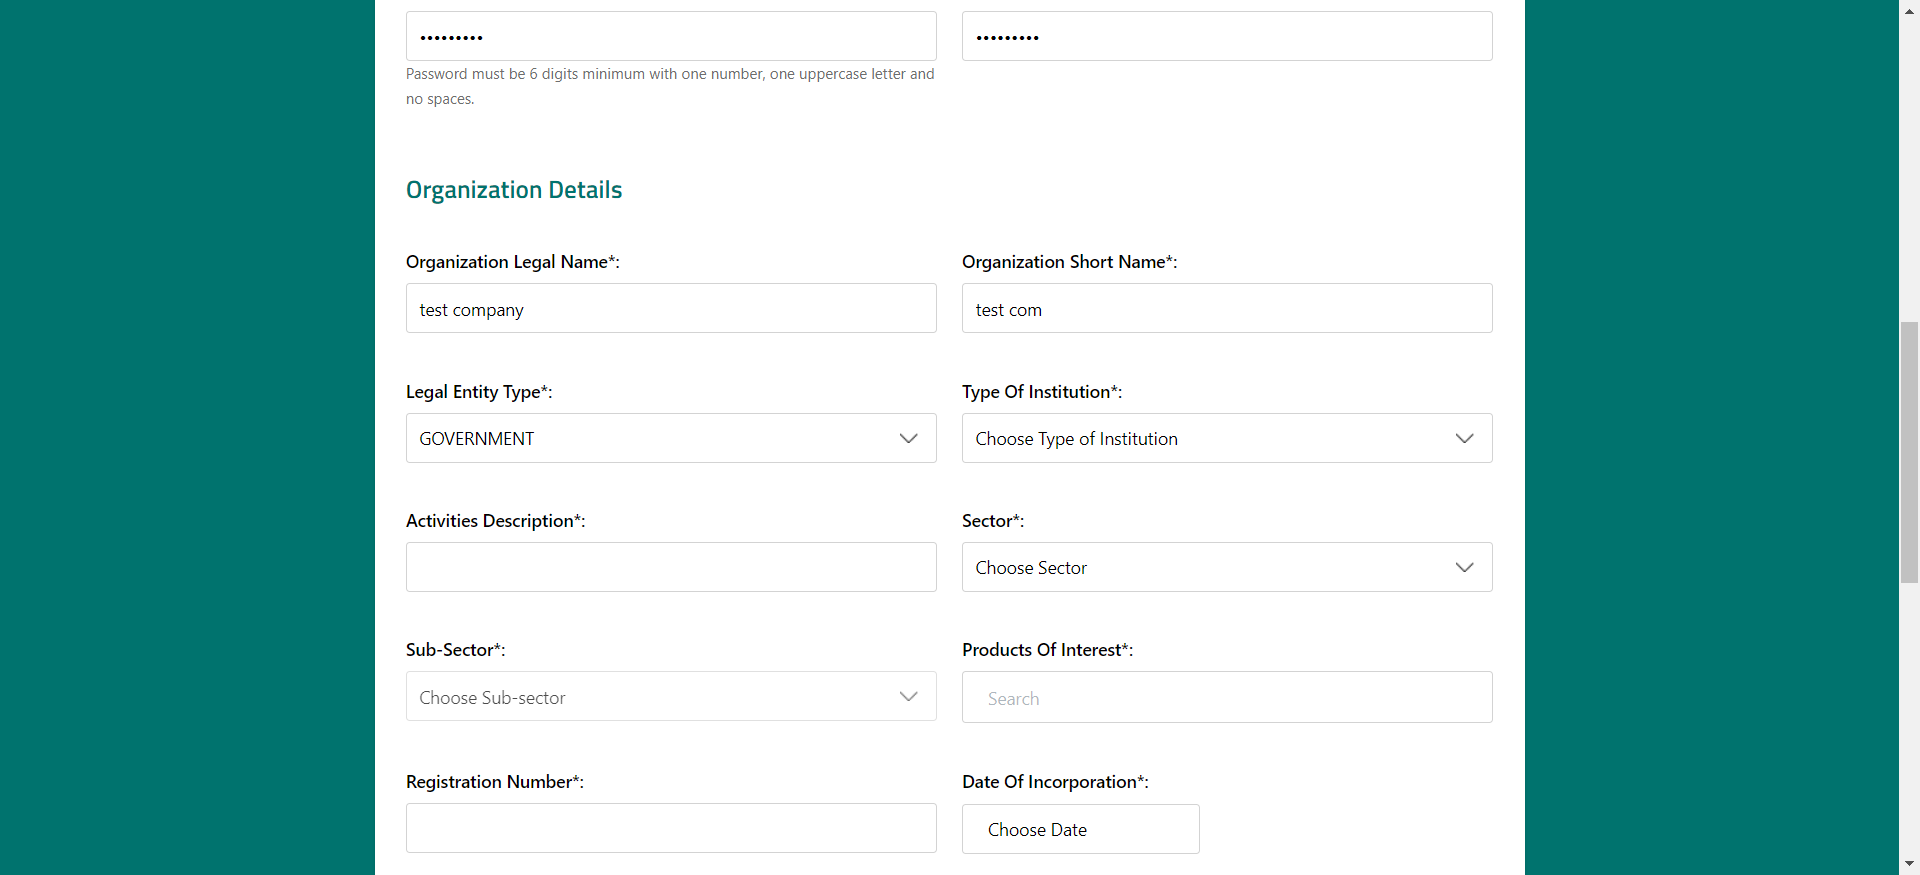 •••••••••
•••••••••
Password must be 6 digits minimum with one number, one uppercase letter and
no spaces.
Organization Details
Organization Legal Name*:
Organization Short Name*:
test company
test com
Legal Entity Type*:
Type Of Institution*:
GOVERNMENT
Choose Type of Institution
Activities Description*:
Sector*:
Choose Sector
Sub-Sector*:
Products Of Interest*:
Choose Sub-sector
Search
Registration Number*:
Date Of Incorporation*:
Choose Date